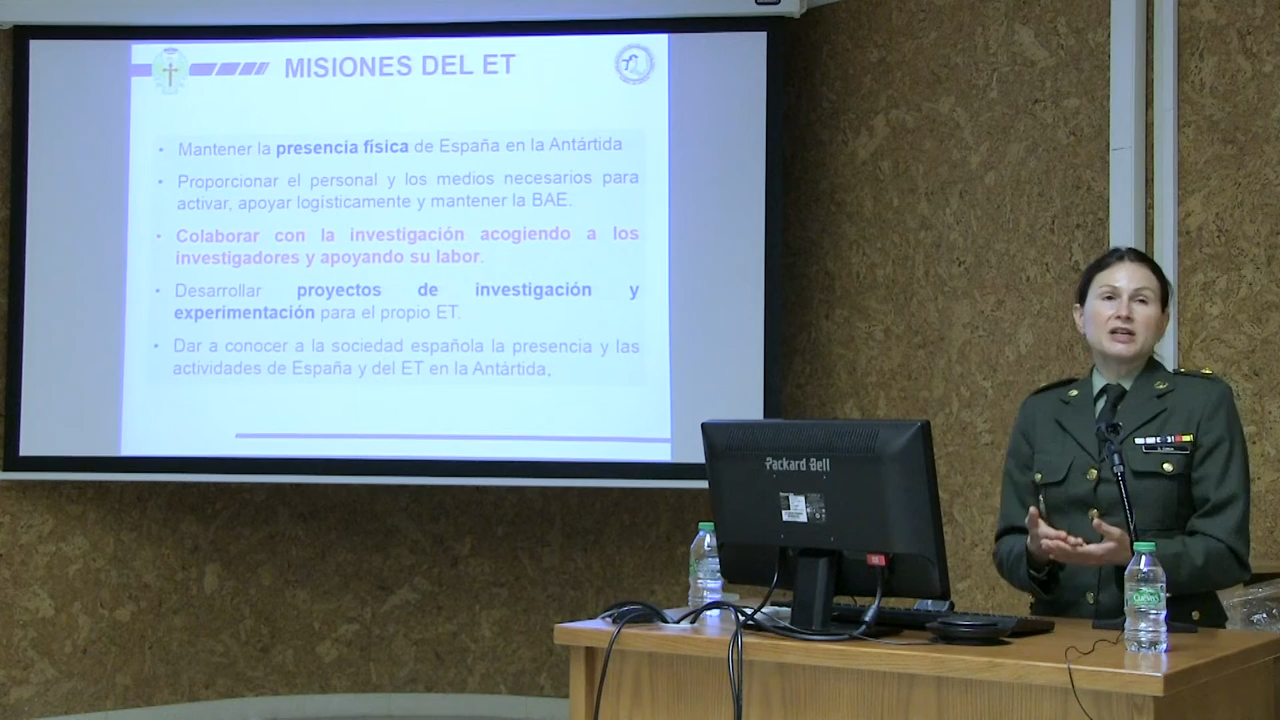 MISIONES DEL ET
• Mantener la presencia física de España en la Antártida
• Proporcionar el personal y los medios necesarios para
activar, apoyar logísticamente y mantener la BAE.
• Colaborar con la investigación acogiendo a los
investigadores y apoyando su labor.
• Desarrollar proyectos de investigación y
experimentación para el propio ET.
• Dar a conocer a la sociedad española la presencia y las
actividades de España y del ET en la Antártida,
Packard Bell